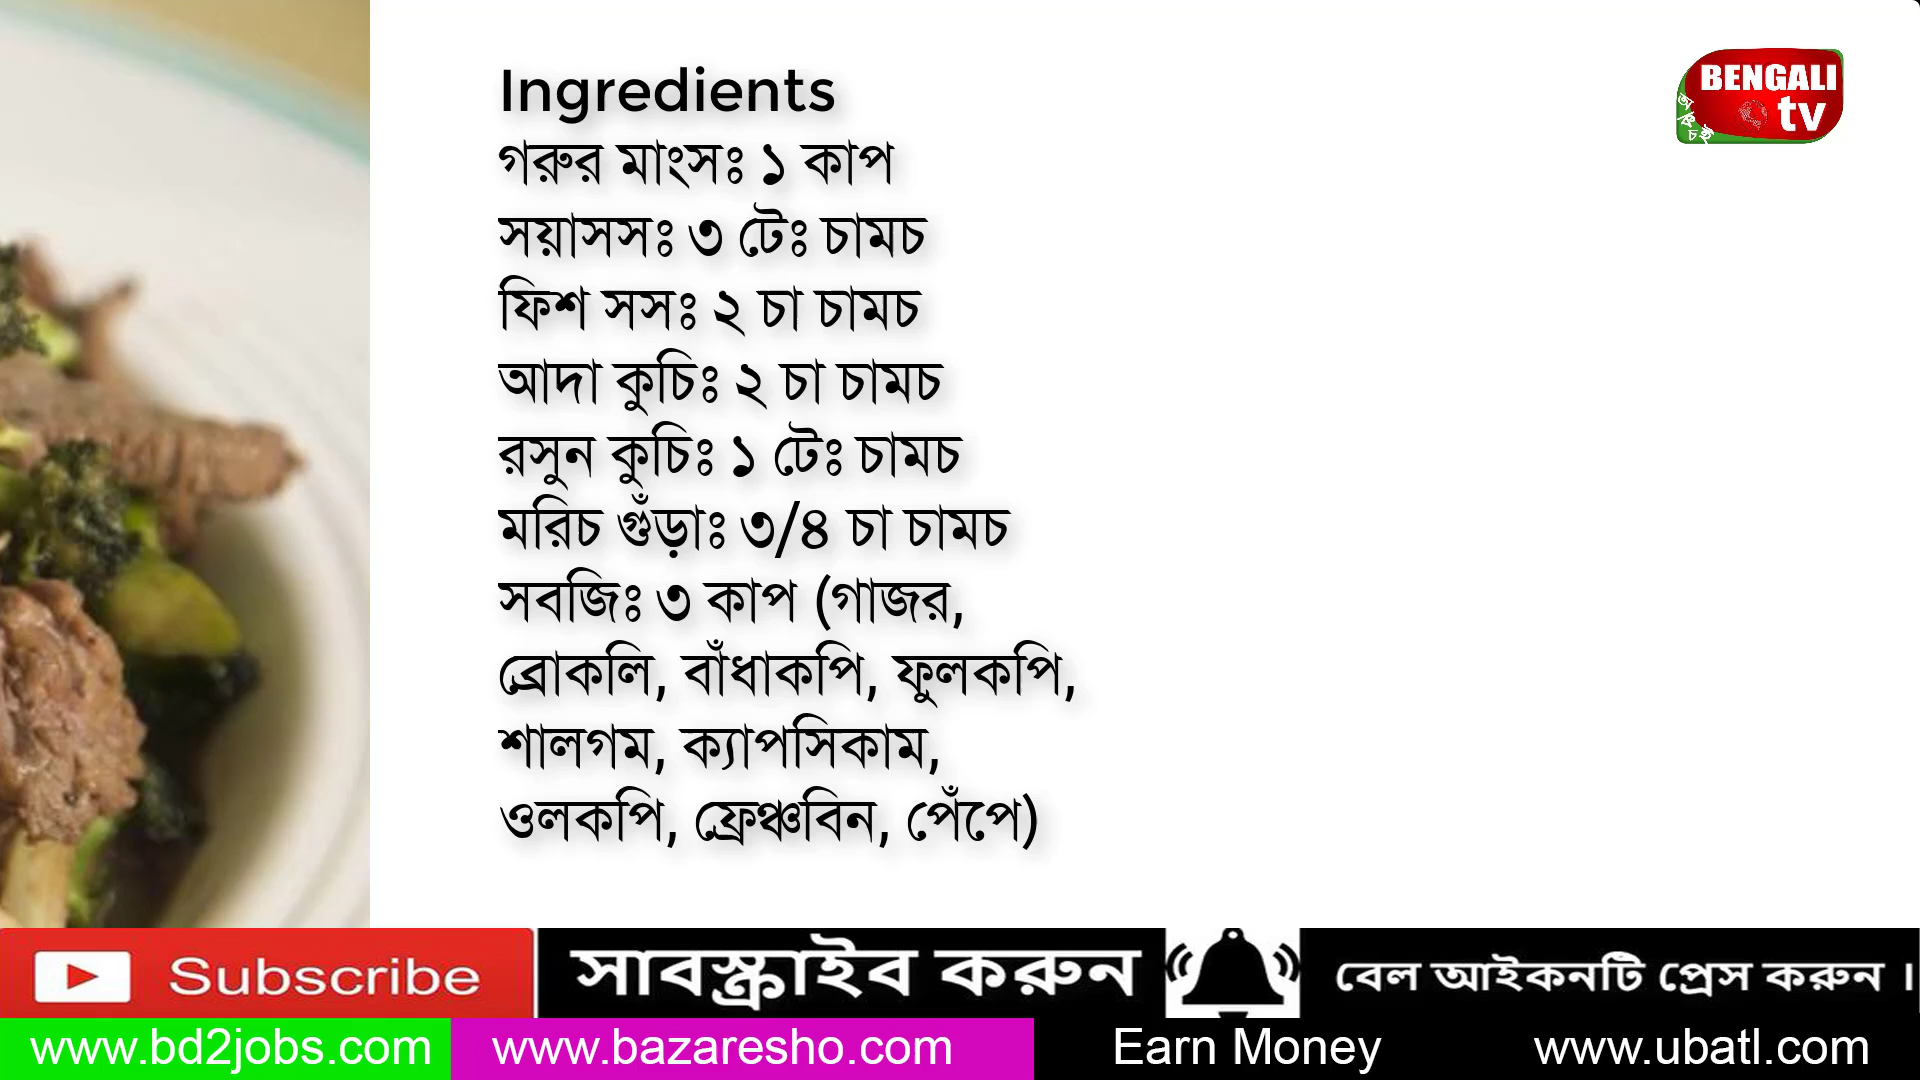 Ingredients
গরুর মাংসঃ ১ কাপ
সয়াসসঃ ৩ টেঃ চামচ
ফিশ সসঃ ২ চা চামচ
আদা কুচিঃ ২ চা চামচ
রসুন কুচিঃ ১ টেঃ চামচ
মরিচ গুঁড়াঃ ৩/৪ চা চামচ
সবজিঃ ৩ কাপ (গাজর,
ব্রোকলি, বাঁধাকপি, ফুলকপি,
শালগম, ক্যাপসিকাম,
ওলকপি, ফ্রেঞ্চবিন, পেঁপে)
BENGALI
tv
Subscribe
সাবস্ক্রাইব করুন
বেল আইকনটি প্রেস করুন ।
www.bd2jobs.com
www.bazaresho.com
Earn Money
www.ubatl.com